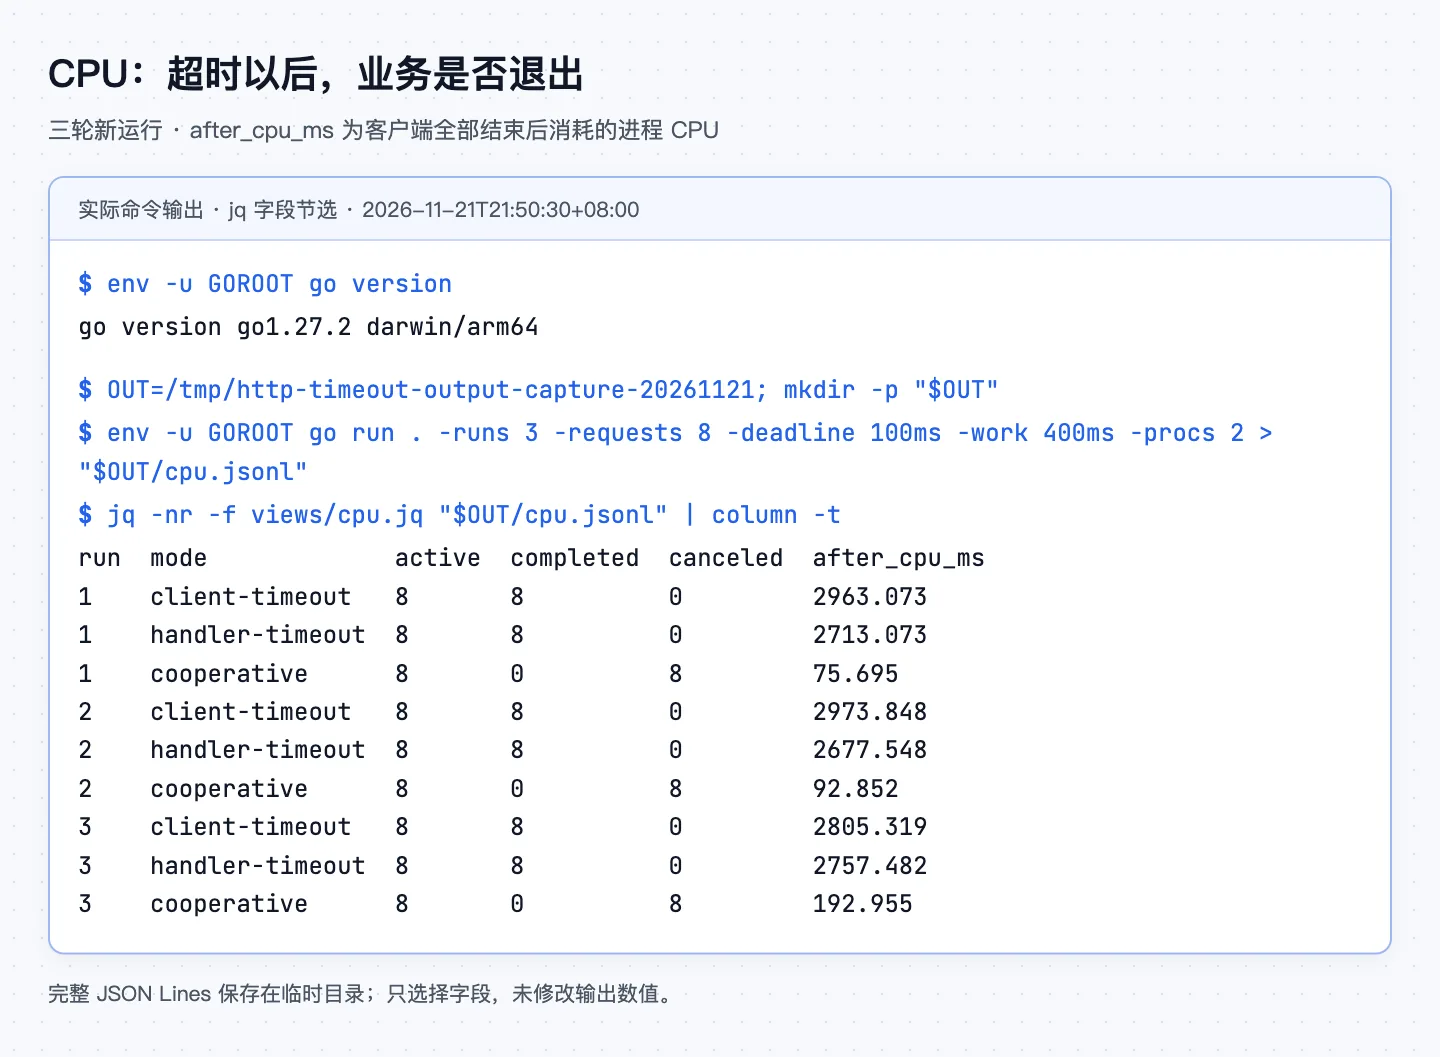 CPU：超时以后，业务是否退出
三轮新运行 · after_cpu_ms 为客户端全部结束后消耗的进程 CPU
实际命令输出 · jq 字段节选 · 2026-11-21T21:50:30+08:00
$ env -u GOROOT go version
go version go1.27.2 darwin/arm64
$ OUT=/tmp/http-timeout-output-capture-20261121; mkdir -p "$OUT"
$ env -u GOROOT go run . -runs 3 -requests 8 -deadline 100ms -work 400ms -procs 2 >
"$OUT/cpu.jsonl"
$ jq -nr -f views/cpu.jq "$OUT/cpu.jsonl" | column -t
run  mode             active  completed  canceled  after_cpu_ms
1    client-timeout   8       8          0         2963.073
1    handler-timeout  8       8          0         2713.073
1    cooperative      8       0          8         75.695
2    client-timeout   8       8          0         2973.848
2    handler-timeout  8       8          0         2677.548
2    cooperative      8       0          8         92.852
3    client-timeout   8       8          0         2805.319
3    handler-timeout  8       8          0         2757.482
3    cooperative      8       0          8         192.955
完整 JSON Lines 保存在临时目录；只选择字段，未修改输出数值。